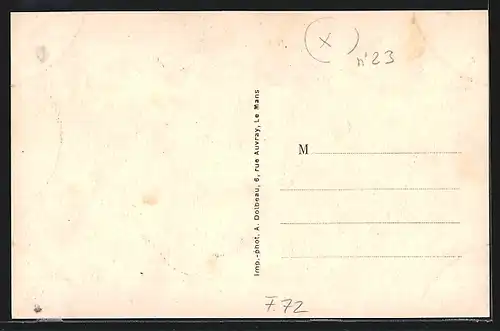 (X)
n° 23
M
Imp.-phot. A. Dolbeau, 6, rue Auvray, Le Mans
F. 72